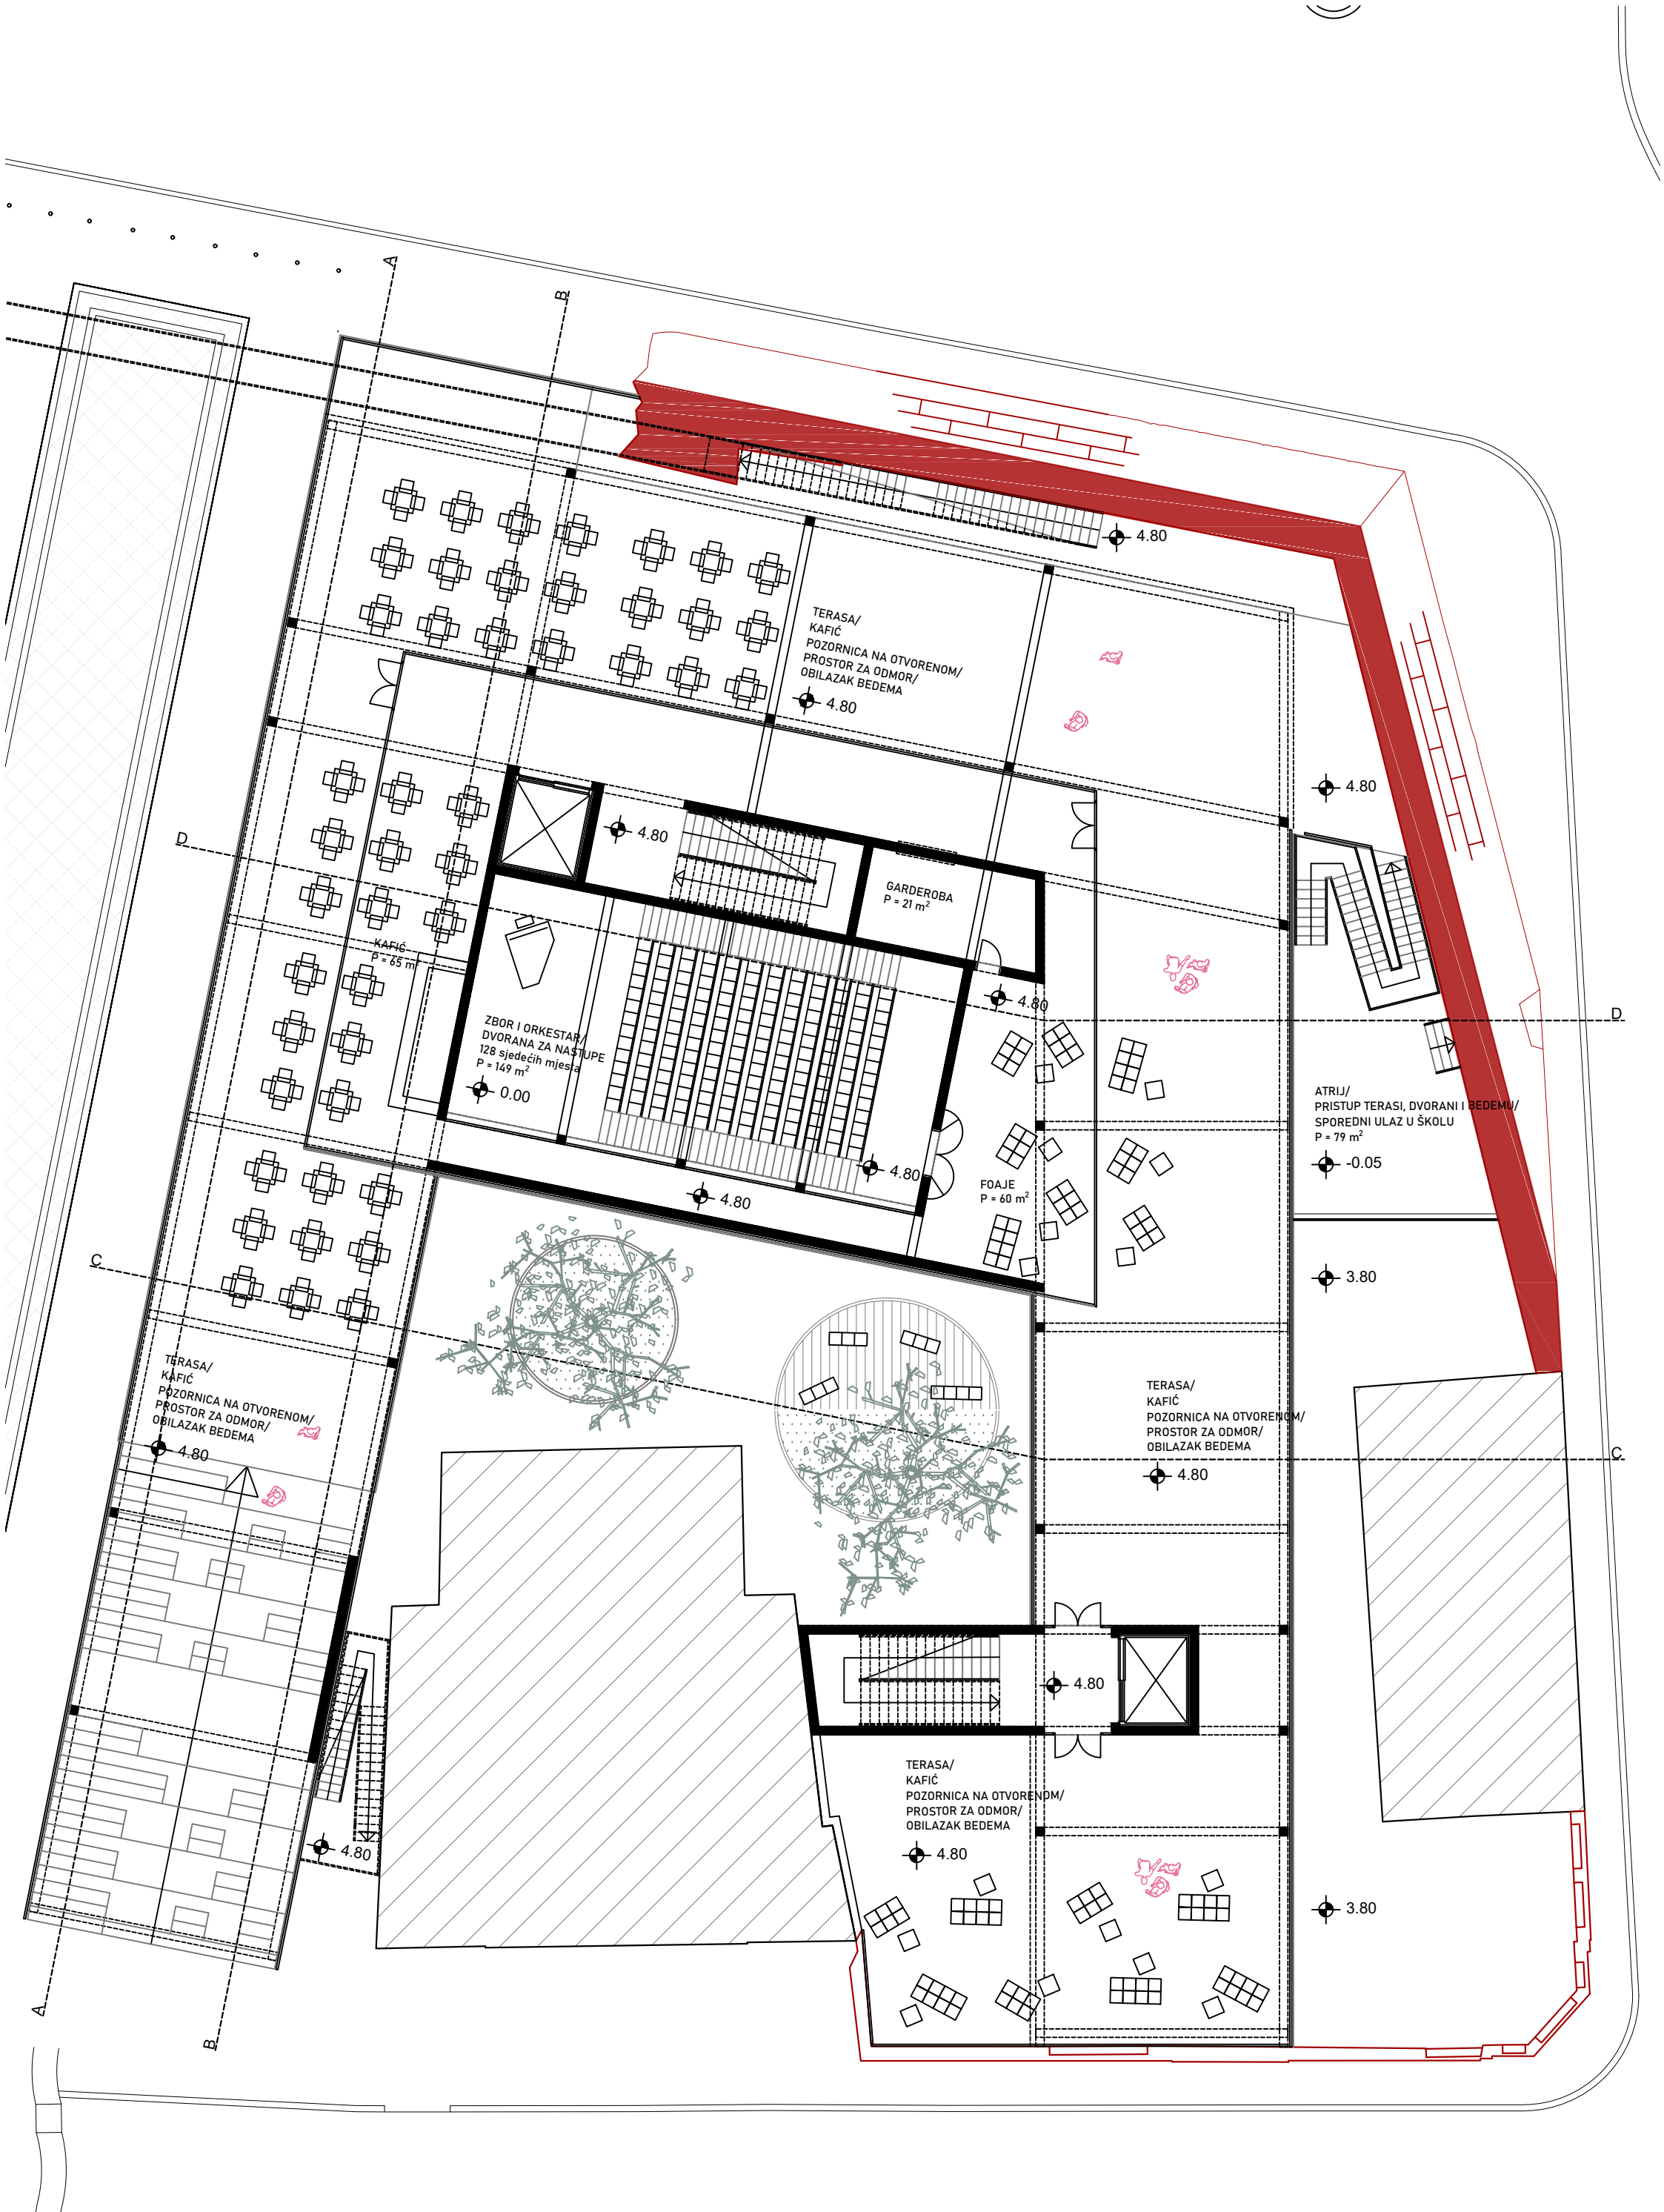 A
B
4.80
TERASA/
KAFIĆ
POZORNICA NA OTVORENOM/
PROSTOR ZA ODMOR/
OBILAZAK BEDEMA
4.80
4.80
D
4.80
GARDEROBA
P = 21 m²
KAFIĆ
P = 65 m
4.80
D
ZBOR I ORKESTAR/
DVORANA ZA NASTUPE
128 sjedećih mjesta
P = 149 m²
0.00
ATRIJ/
PRISTUP TERASI, DVORANI I BEDEMU/
SPOREDNI ULAZ U ŠKOLU
P = 79 m²
-0.05
4.80
4.80
FOAJE
P = 60 m²
C
3.80
TERASA/
KAFIĆ
POZORNICA NA OTVORENOM/
PROSTOR ZA ODMOR/
OBILAZAK BEDEMA
4.80
TERASA/
KAFIĆ
POZORNICA NA OTVORENOM/
PROSTOR ZA ODMOR/
OBILAZAK BEDEMA
4.80
C
4.80
TERASA/
KAFIĆ
POZORNICA NA OTVORENOM/
PROSTOR ZA ODMOR/
OBILAZAK BEDEMA
4.80
4.80
3.80
A
B